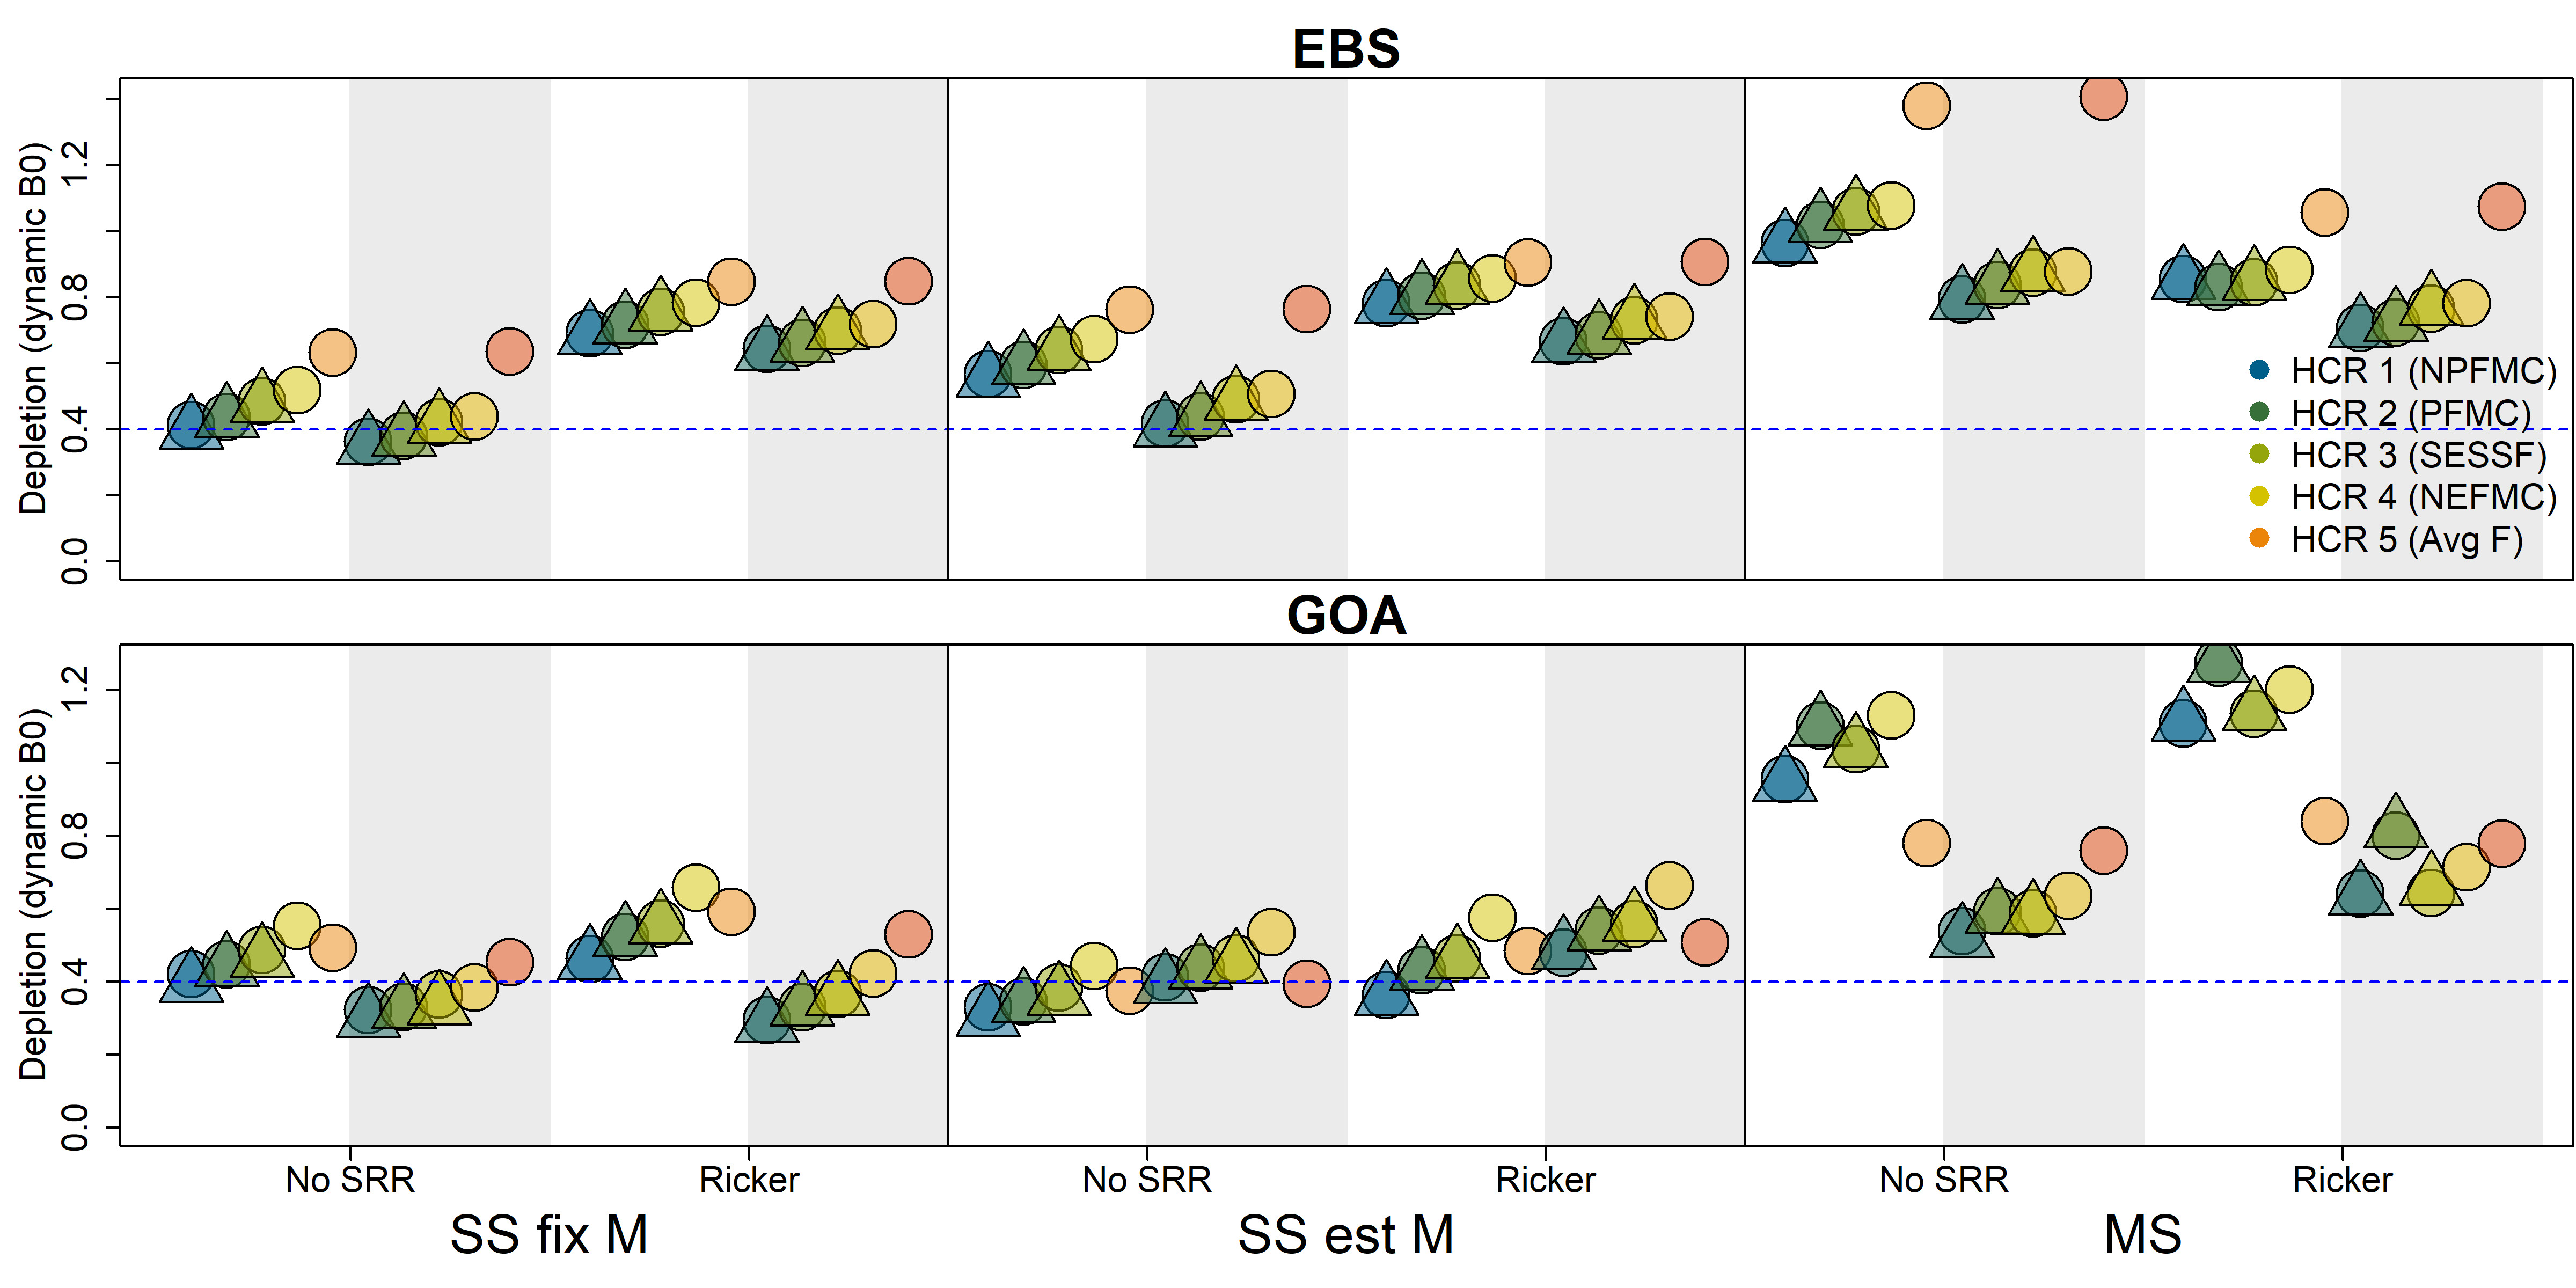 EBS
Depletion (dynamic B0)
1.2
0.8
0.4
0.0
HCR 1 (NPFMC)
HCR 2 (PFMC)
HCR 3 (SESSF)
HCR 4 (NEFMC)
HCR 5 (Avg F)
GOA
Depletion (dynamic B0)
1.2
0.8
0.4
0.0
No SRR Ricker No SRR Ricker No SRR Ricker
SS fix M SS est M MS